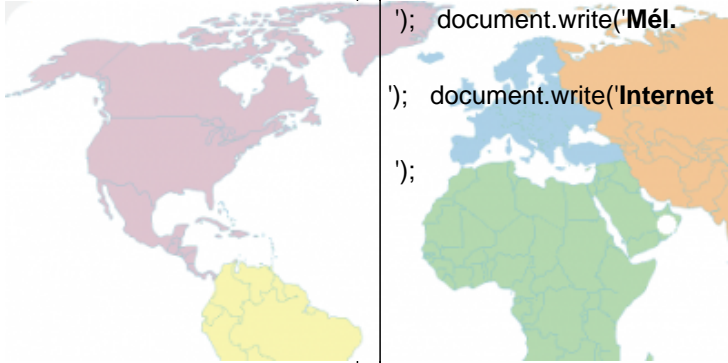 '); document.write('Mél.
'); document.write('Internet
');